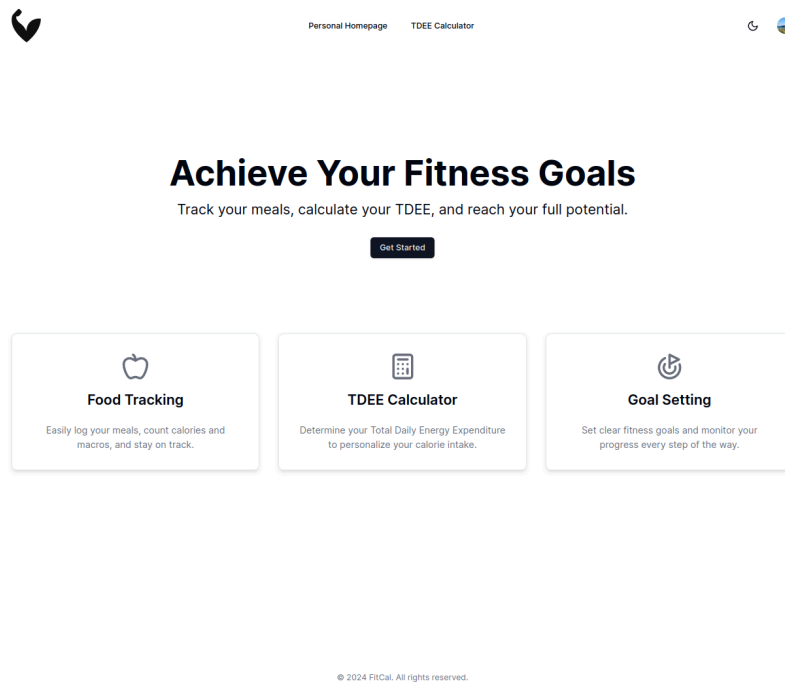 Personal Homepage
TDEE Calculator
Achieve Your Fitness Goals
Track your meals, calculate your TDEE, and reach your full potential.
Get Started
Food Tracking
Easily log your meals, count calories and
macros, and stay on track.
TDEE Calculator
Determine your Total Daily Energy Expenditure
to personalize your calorie intake.
Goal Setting
Set clear fitness goals and monitor your
progress every step of the way.
© 2024 FitCal. All rights reserved.